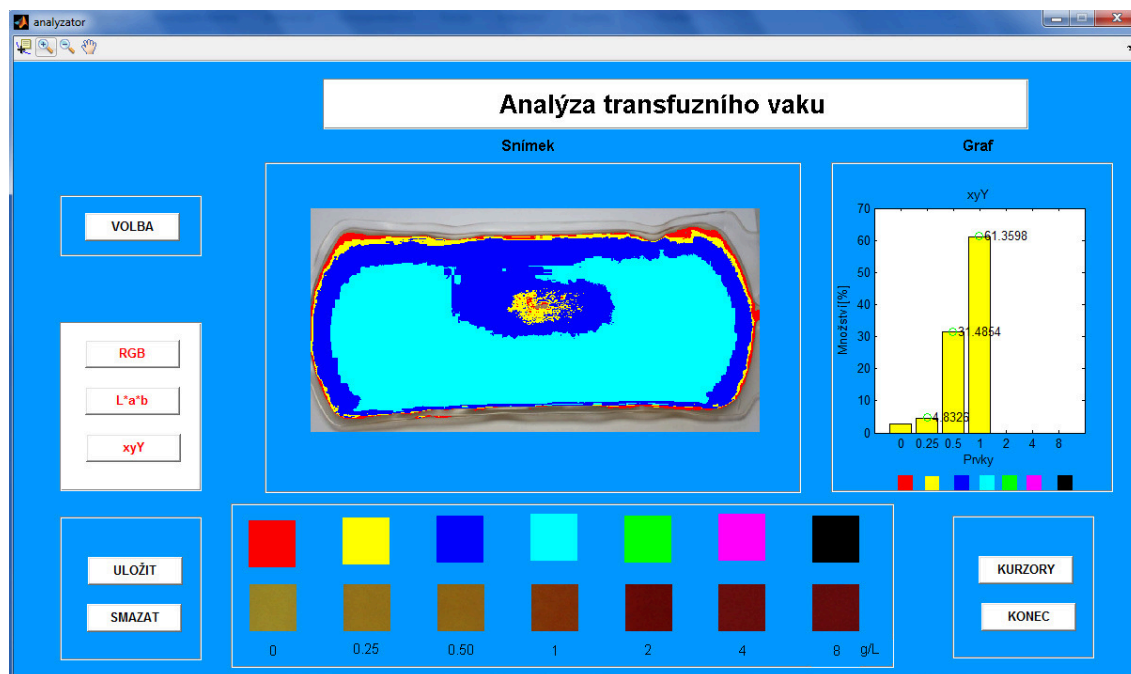 analyzator
Analýza transfuzního vaku
Snímek
Graf
VOLBA
RGB
L*a*b
xyY
ULOŽIT
SMAZAT
xyY
Množství[%]
70
60
50
40
30
20
10
0
61.3598
31.4854
4.8326
0 0.25 0.5 1 2 4 8
Prvky
0 0.25 0.50 1 2 4 8 g/L
KURZORY
KONEC